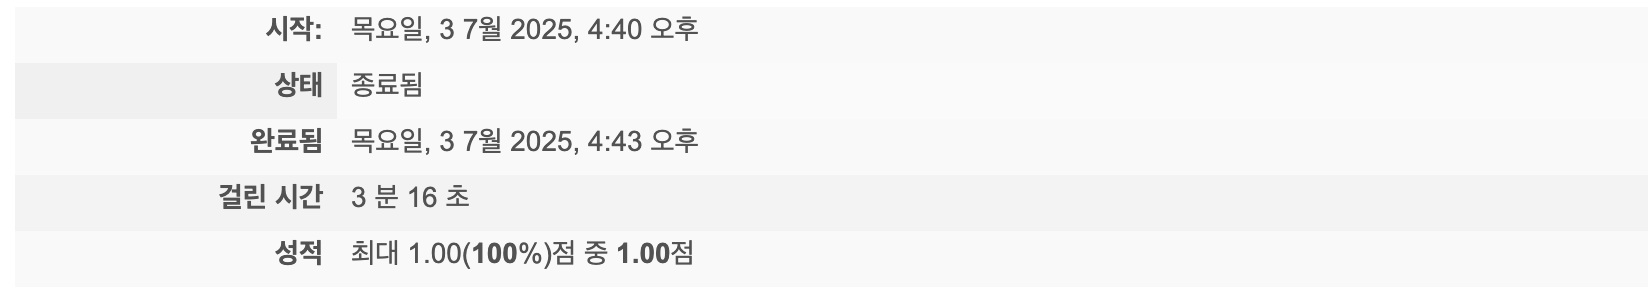 시작: 목요일, 3 7월 2025, 4:40 오후
상태 종료됨
완료됨 목요일, 3 7월 2025, 4:43 오후
걸린 시간 3 분 16 초
성적 최대 1.00(100%)점 중 1.00점